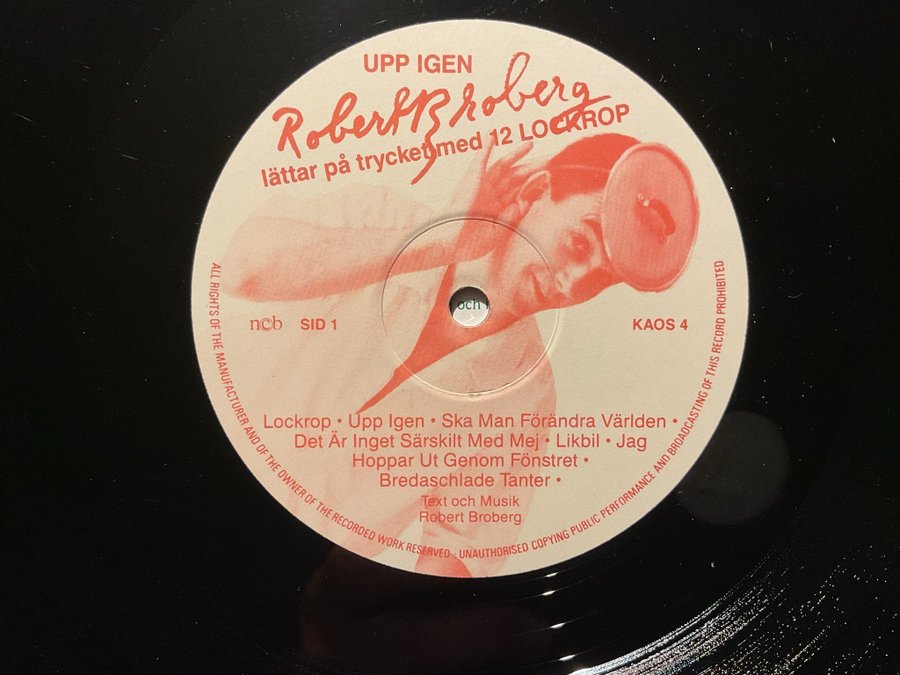 UPP IGEN
Robert Broberg
lättar på trycket med 12 LOCKROP
och
ncb SID 1 KAOS 4
Lockrop • Upp Igen • Ska Man Förändra Världen •
Det Är Inget Särskilt Med Mej • Likbil • Jag
Hoppar Ut Genom Fönstret •
Bredaschlade Tanter •
Text och Musik
Robert Broberg
ALL RIGHTS OF THE MANUFACTURER AND OF THE OWNER OF THE RECORDED WORK RESERVED · UNAUTHORISED COPYING PUBLIC PERFORMANCE AND BROADCASTING OF THIS RECORD PROHIBITED